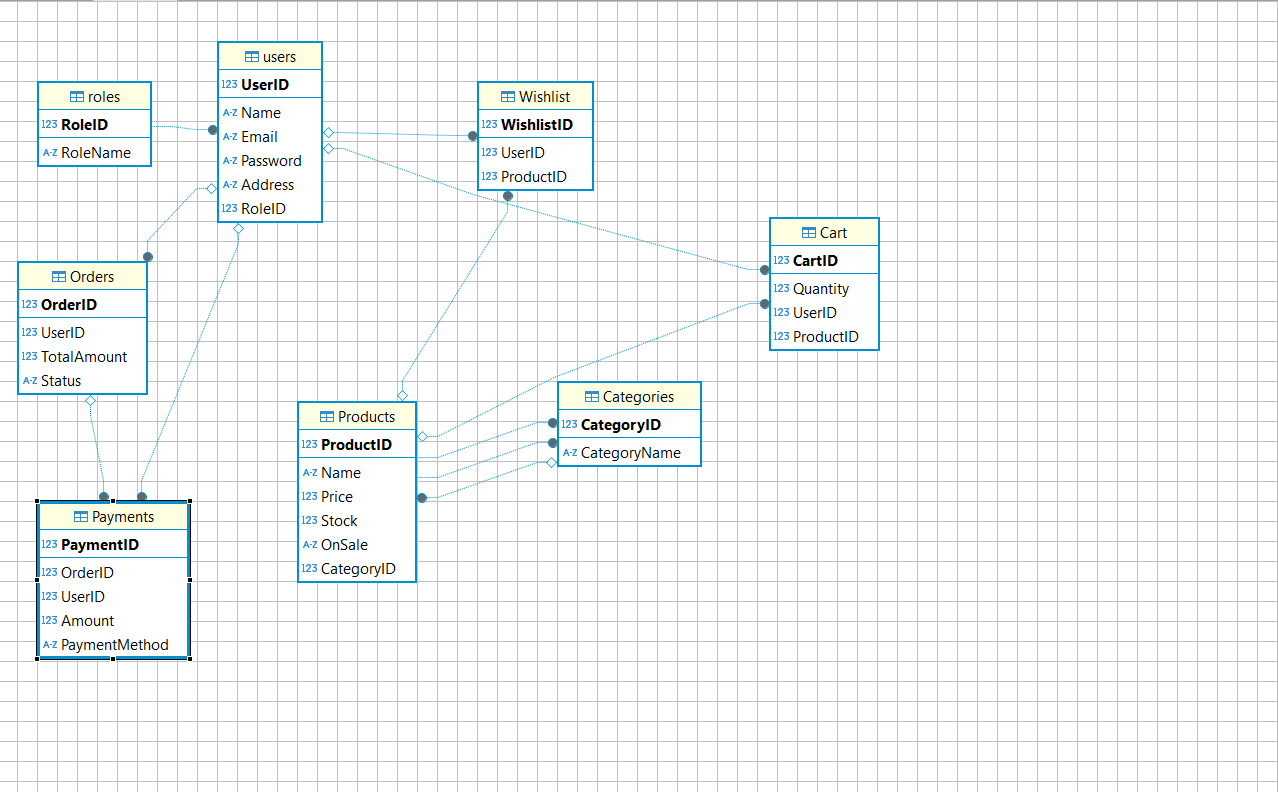 roles
123 RoleID
A-Z RoleName
users
123 UserID
A-Z Name
A-Z Email
A-Z Password
A-Z Address
123 RoleID
Wishlist
123 WishlistID
123 UserID
123 ProductID
Cart
123 CartID
123 Quantity
123 UserID
123 ProductID
Orders
123 OrderID
123 UserID
123 TotalAmount
A-Z Status
Products
123 ProductID
A-Z Name
123 Price
123 Stock
A-Z OnSale
123 CategoryID
Categories
123 CategoryID
A-Z CategoryName
Payments
123 PaymentID
123 OrderID
123 UserID
123 Amount
A-Z PaymentMethod